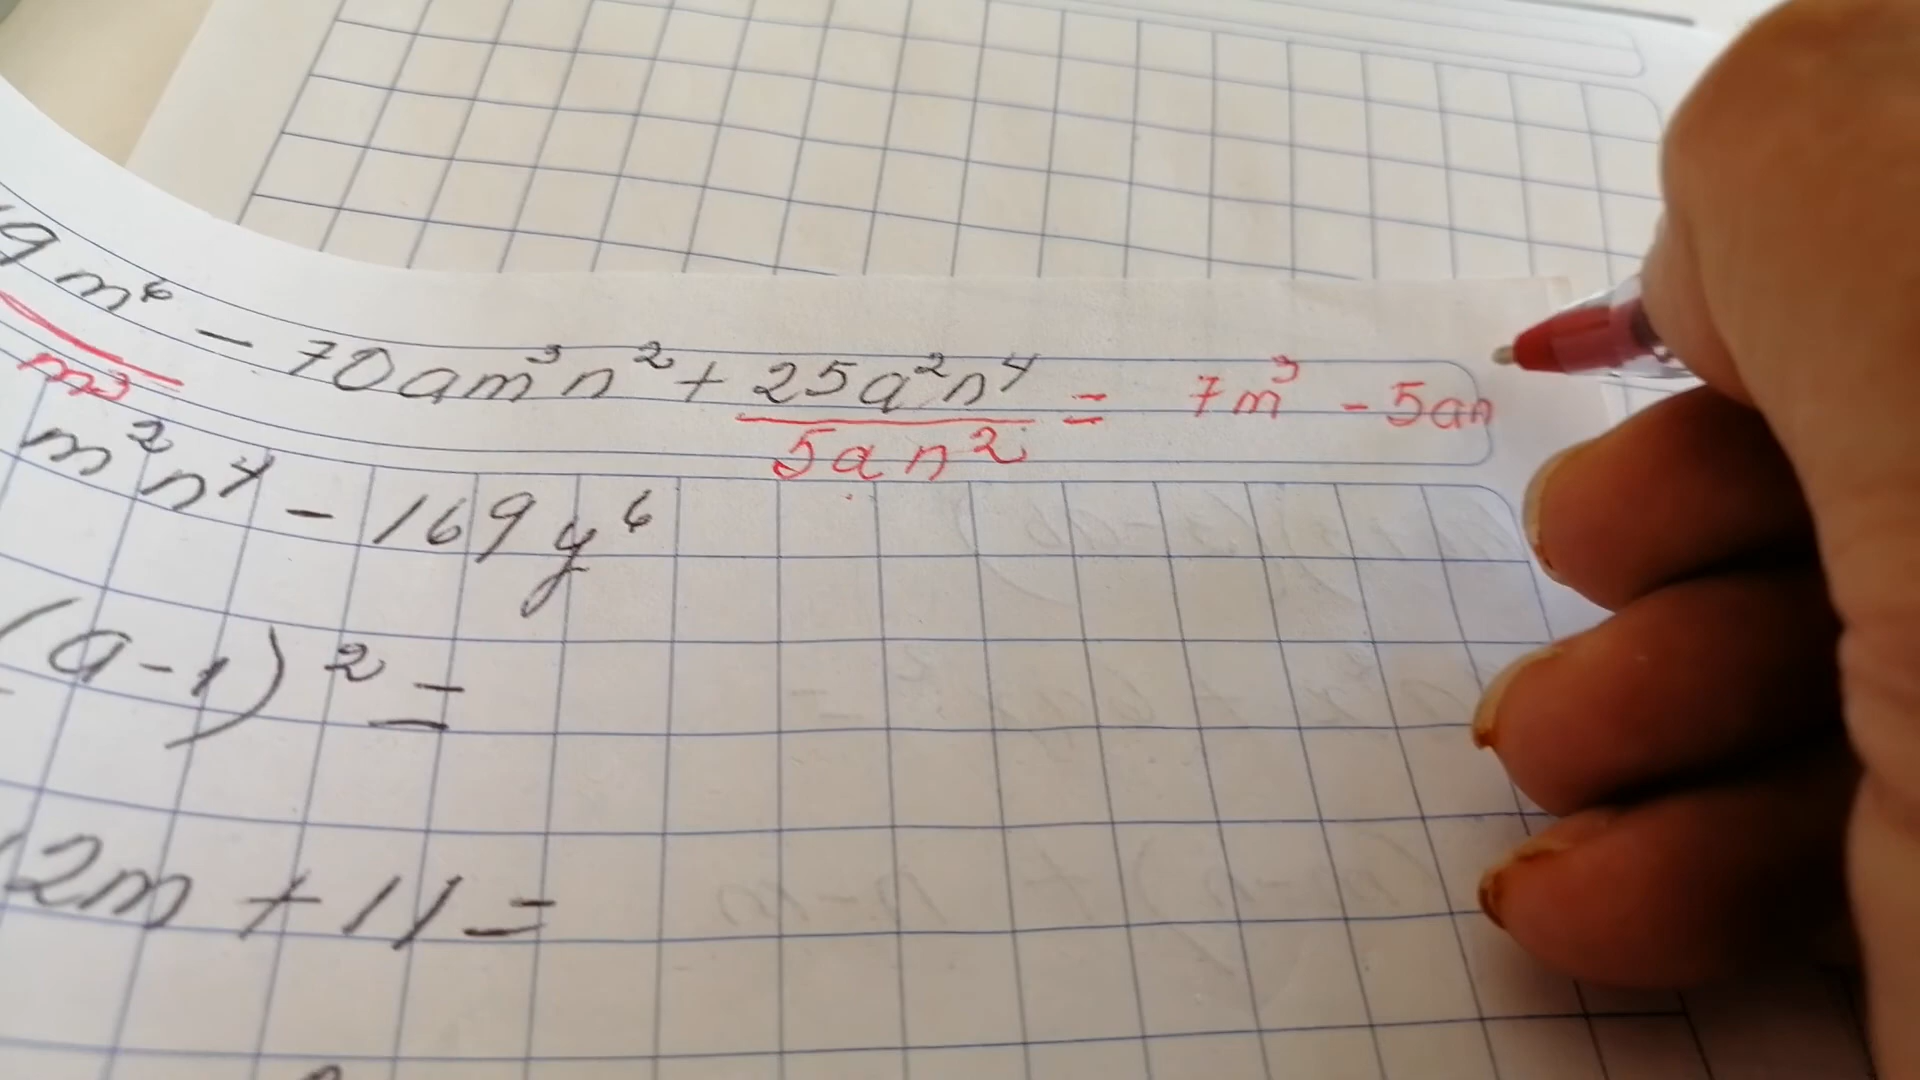 9m⁶ - 70am³n² + 25a²n⁴ = 7m³ - 5an
m³ 5an²
m²n⁴ - 169y⁶
(a-1)² =
2m + 11 =